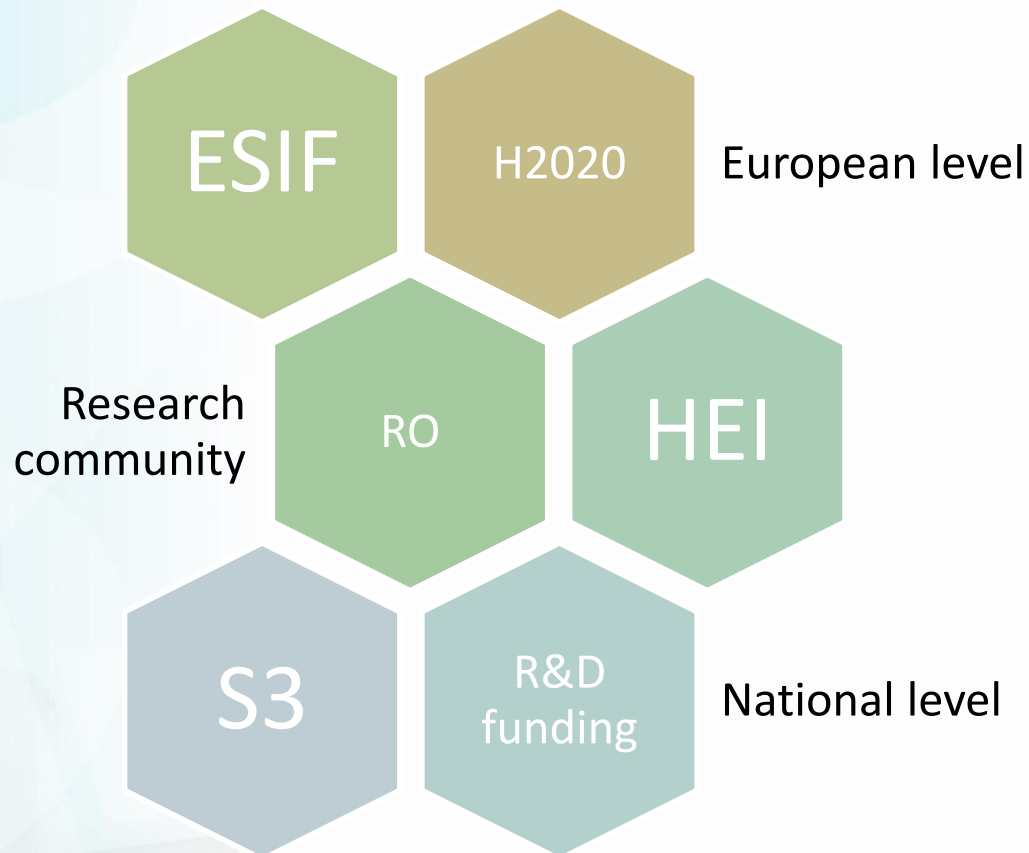 ESIF
H2020
European level
Research
community
RO
HEI
S3
R&D
funding
National level